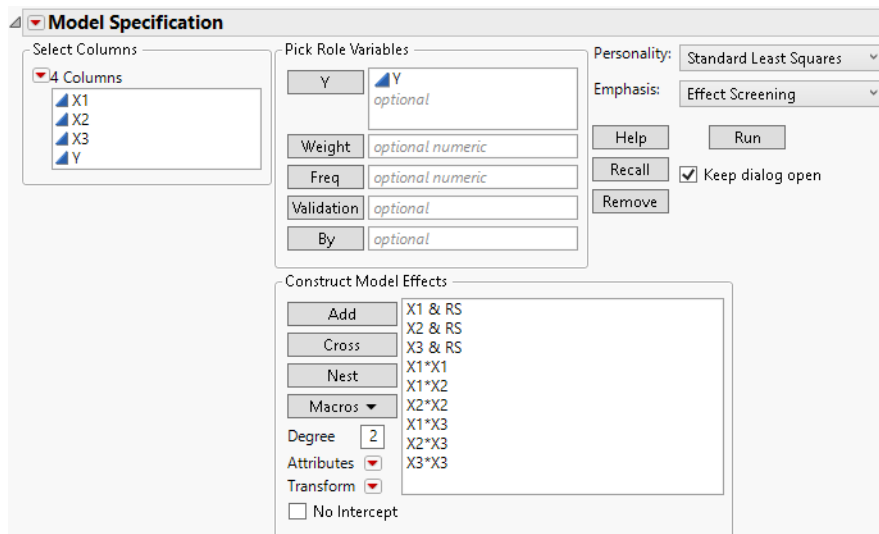 Model Specification
Select Columns
4 Columns
X1
X2
X3
Y
Pick Role Variables
Y
Y
optional
Weight optional numeric
Freq optional numeric
Validation optional
By optional
Personality: Standard Least Squares
Emphasis: Effect Screening
Help Run
Recall Keep dialog open
Remove
Construct Model Effects
Add
Cross
Nest
Macros
Degree 2
Attributes
Transform
No Intercept
X1 & RS
X2 & RS
X3 & RS
X1*X1
X1*X2
X2*X2
X1*X3
X2*X3
X3*X3